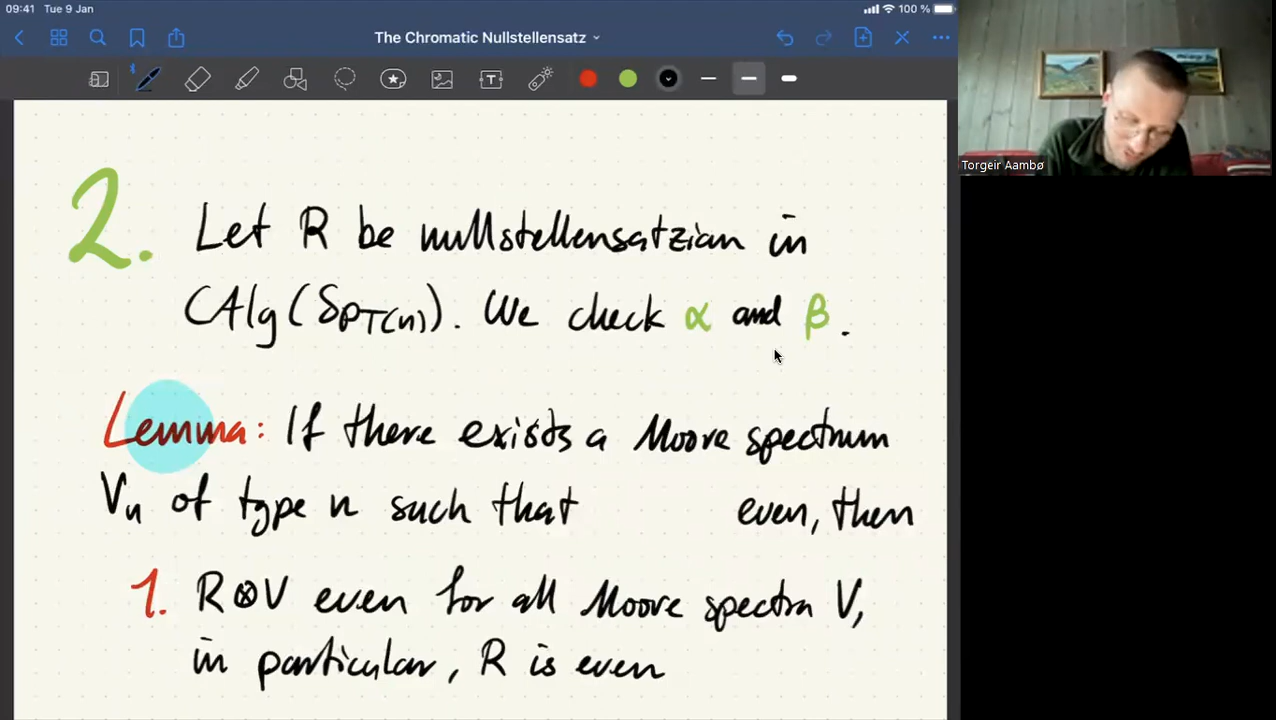 09:41 Tue 9 Jan
100 %
The Chromatic Nullstellensatz
Torgeir Aambø
2. Let R be nullstellensatzian in
CAlg(Sp_T(n)). We check α and β.
Lemma: If there exists a Moore spectrum
Vₙ of type n such that even, then
1. R⊗V even for all Moore spectra V,
in particular, R is even